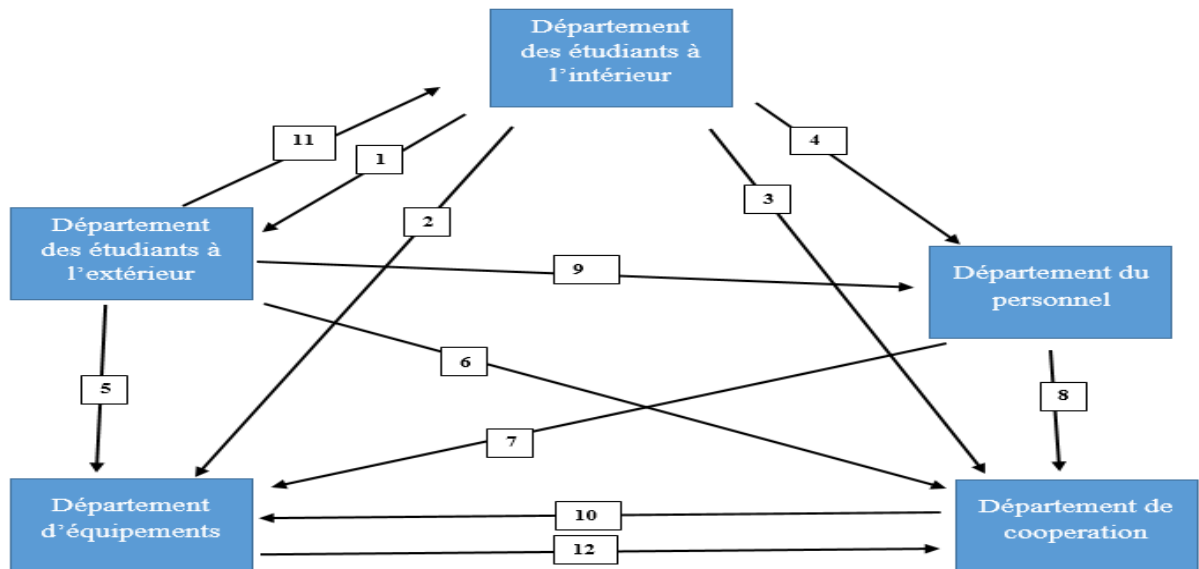 Département
des étudiants à
l'intérieur
11
4
1
3
2
Département
des étudiants à
l'extérieur
9
Département du
personnel
6
5
8
7
Département
d'équipements
10
12
Département de
cooperation